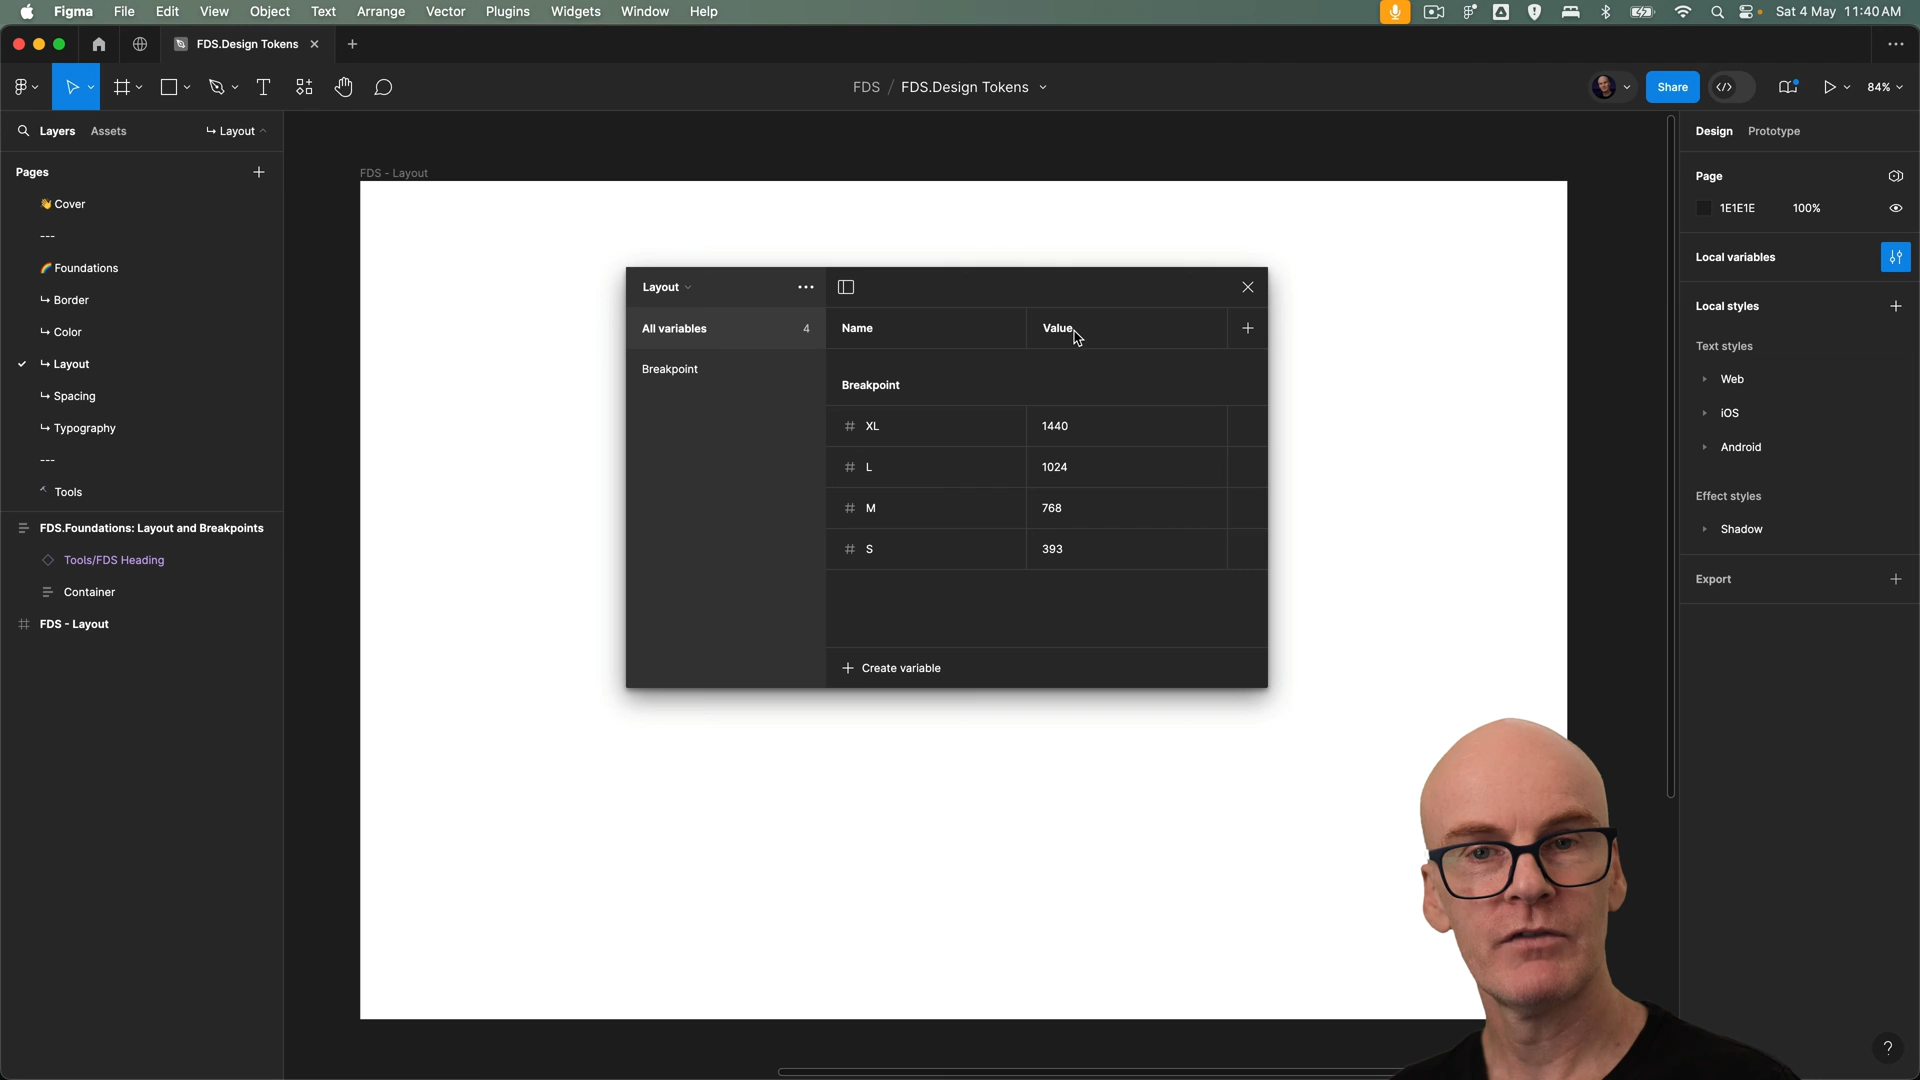 Figma File Edit View Object Text Arrange Vector Plugins Widgets Window Help Sat 4 May 11:40 AM
FDS.Design Tokens
FDS / FDS.Design Tokens
Share
84%
Layers Assets ↳ Layout
Pages
👋 Cover
---
🌈 Foundations
↳ Border
↳ Color
↳ Layout
↳ Spacing
↳ Typography
---
Tools
FDS.Foundations: Layout and Breakpoints
Tools/FDS Heading
Container
FDS - Layout
FDS - Layout
Layout
All variables 4
Breakpoint
Name Value
Breakpoint
XL 1440
L 1024
M 768
S 393
Create variable
Design Prototype
Page
1E1E1E 100%
Local variables
Local styles
Text styles
Web
iOS
Android
Effect styles
Shadow
Export
?